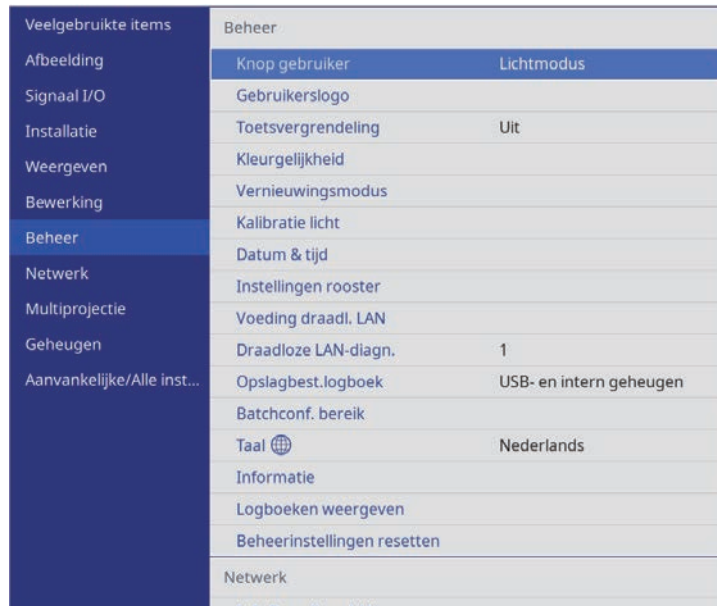 Veelgebruikte items
Afbeelding
Signaal I/O
Installatie
Weergeven
Bewerking
Beheer
Netwerk
Multiprojectie
Geheugen
Aanvankelijke/Alle inst...
Beheer
Knop gebruiker Lichtmodus
Gebruikerslogo
Toetsvergrendeling Uit
Kleurgelijkheid
Vernieuwingsmodus
Kalibratie licht
Datum & tijd
Instellingen rooster
Voeding draadl. LAN
Draadloze LAN-diagn. 1
Opslagbest.logboek USB- en intern geheugen
Batchconf. bereik
Taal Nederlands
Informatie
Logboeken weergeven
Beheerinstellingen resetten
Netwerk